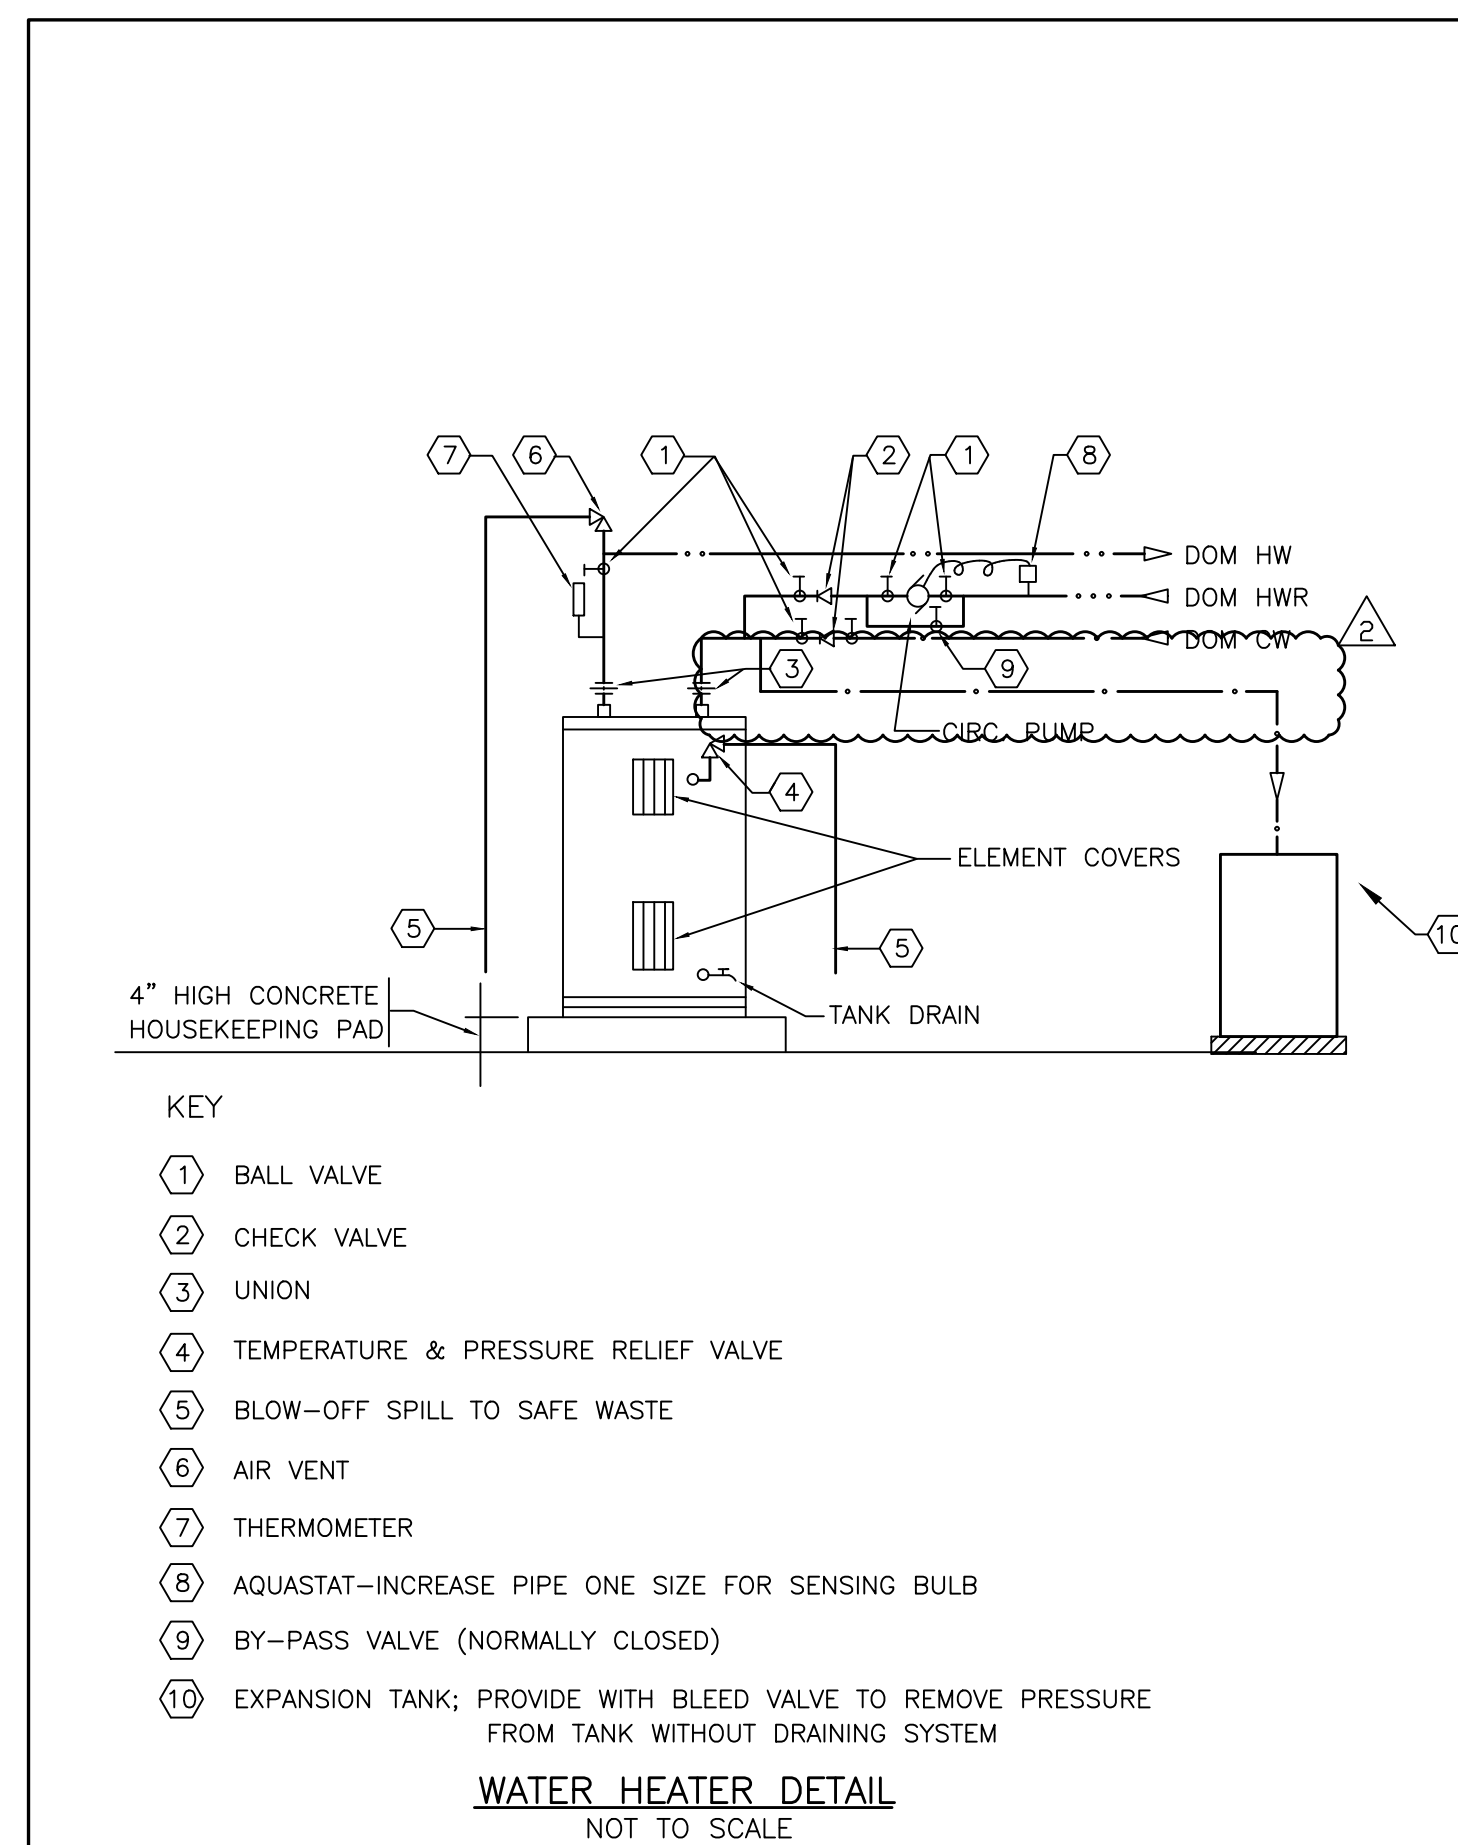 7 6 1 2 1 8
DOM HW
DOM HWR
2
DOM CW
3 9
CIRC. PUMP
4
ELEMENT COVERS
5 5 10
4" HIGH CONCRETE
HOUSEKEEPING PAD
TANK DRAIN
KEY
1 BALL VALVE
2 CHECK VALVE
3 UNION
4 TEMPERATURE & PRESSURE RELIEF VALVE
5 BLOW-OFF SPILL TO SAFE WASTE
6 AIR VENT
7 THERMOMETER
8 AQUASTAT-INCREASE PIPE ONE SIZE FOR SENSING BULB
9 BY-PASS VALVE (NORMALLY CLOSED)
10 EXPANSION TANK; PROVIDE WITH BLEED VALVE TO REMOVE PRESSURE
FROM TANK WITHOUT DRAINING SYSTEM
WATER HEATER DETAIL
NOT TO SCALE